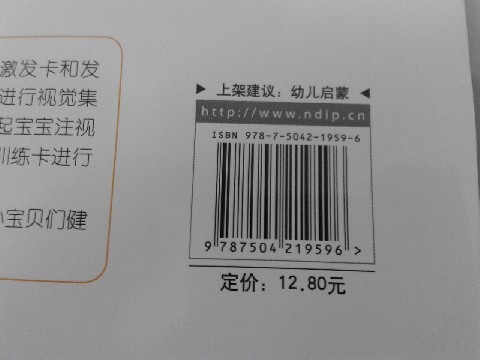 激发卡和发
进行视觉集
起宝宝注视
训练卡进行
小宝贝们健
▶ 上架建议：幼儿启蒙 ◀
http://www.ndip.cn
ISBN 978-7-5042-1959-6
9 787504 219596 >
定价：12.80元